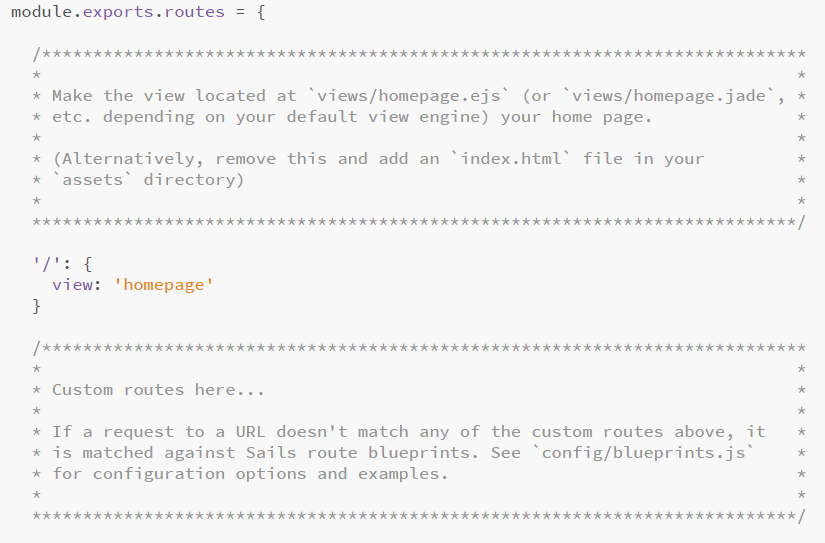 module.exports.routes = {
/***************************************************************************
* *
* Make the view located at `views/homepage.ejs` (or `views/homepage.jade`, *
* etc. depending on your default view engine) your home page. *
* *
* (Alternatively, remove this and add an `index.html` file in your *
* `assets` directory) *
* *
***************************************************************************/
'/': {
view: 'homepage'
}
/***************************************************************************
* *
* Custom routes here... *
* *
* If a request to a URL doesn't match any of the custom routes above, it *
* is matched against Sails route blueprints. See `config/blueprints.js` *
* for configuration options and examples. *
* *
***************************************************************************/